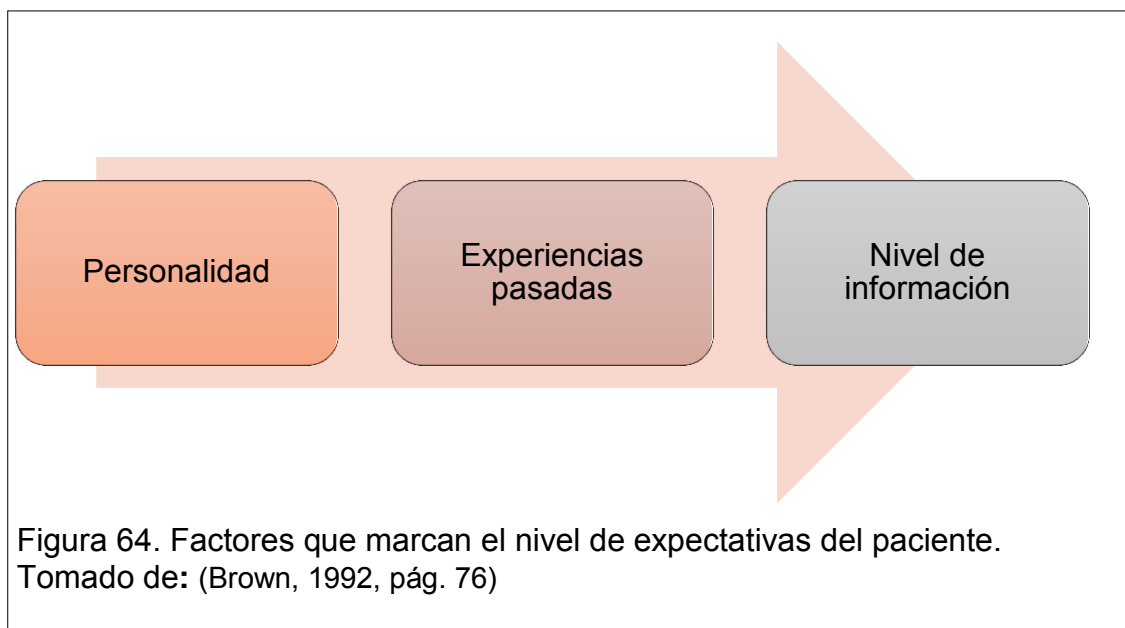 Personalidad
Experiencias
pasadas
Nivel de
información
Figura 64. Factores que marcan el nivel de expectativas del paciente.
Tomado de: (Brown, 1992, pág. 76)